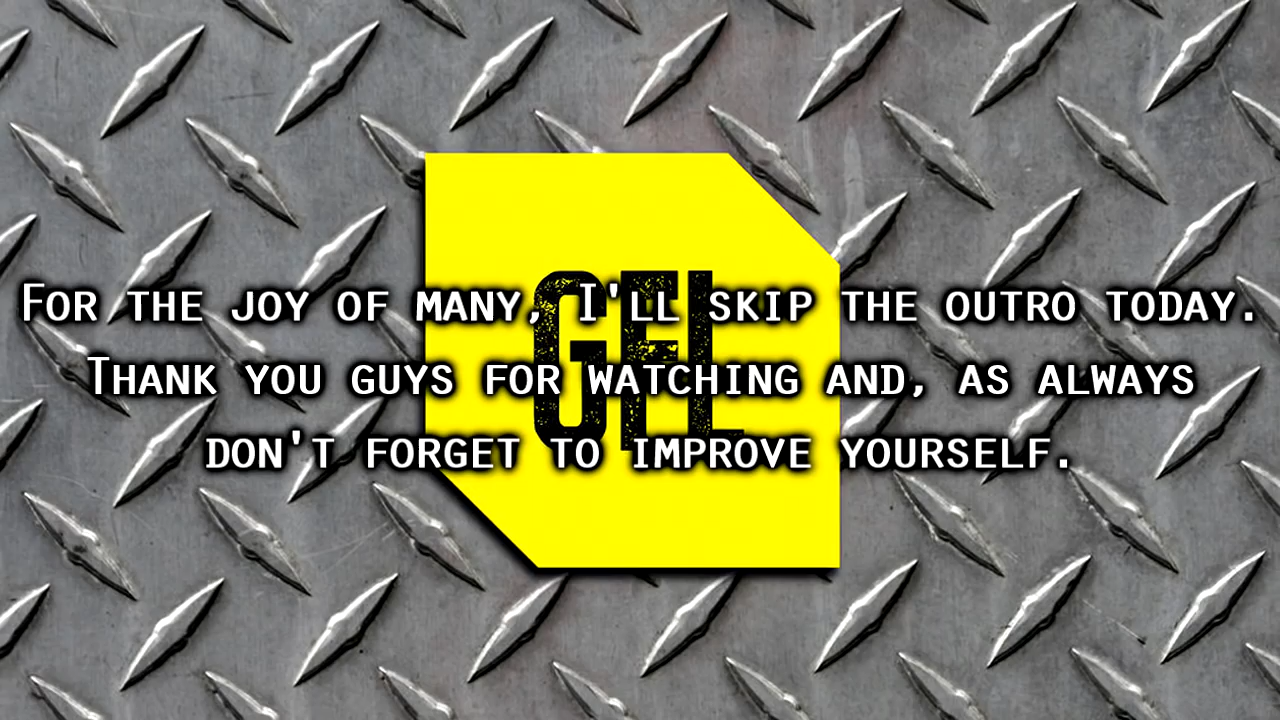 GFL
For the joy of many, I'll skip the outro today.
Thank you guys for watching and, as always
don't forget to improve yourself.